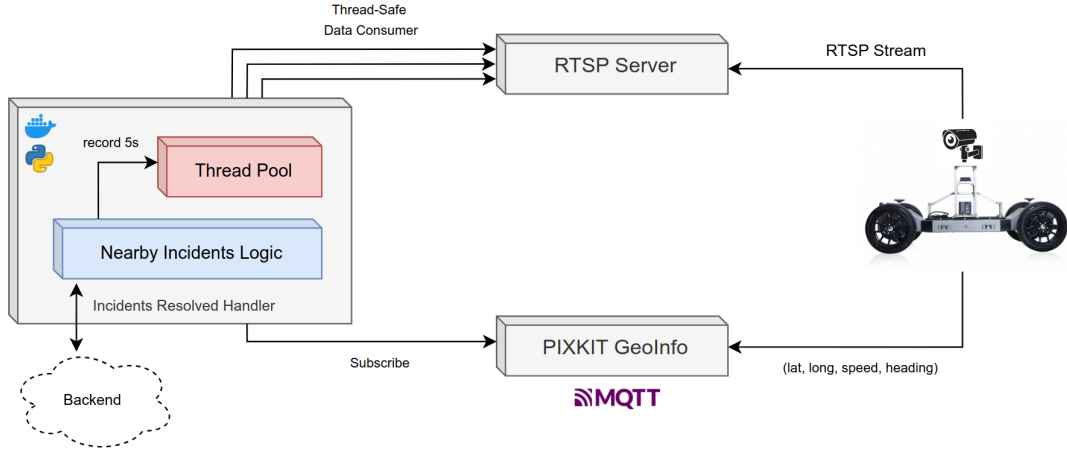 Thread-Safe
Data Consumer
RTSP Server
RTSP Stream
record 5s
Thread Pool
Nearby Incidents Logic
Incidents Resolved Handler
Subscribe
PIXKIT GeoInfo
(lat, long, speed, heading)
MQTT
Backend